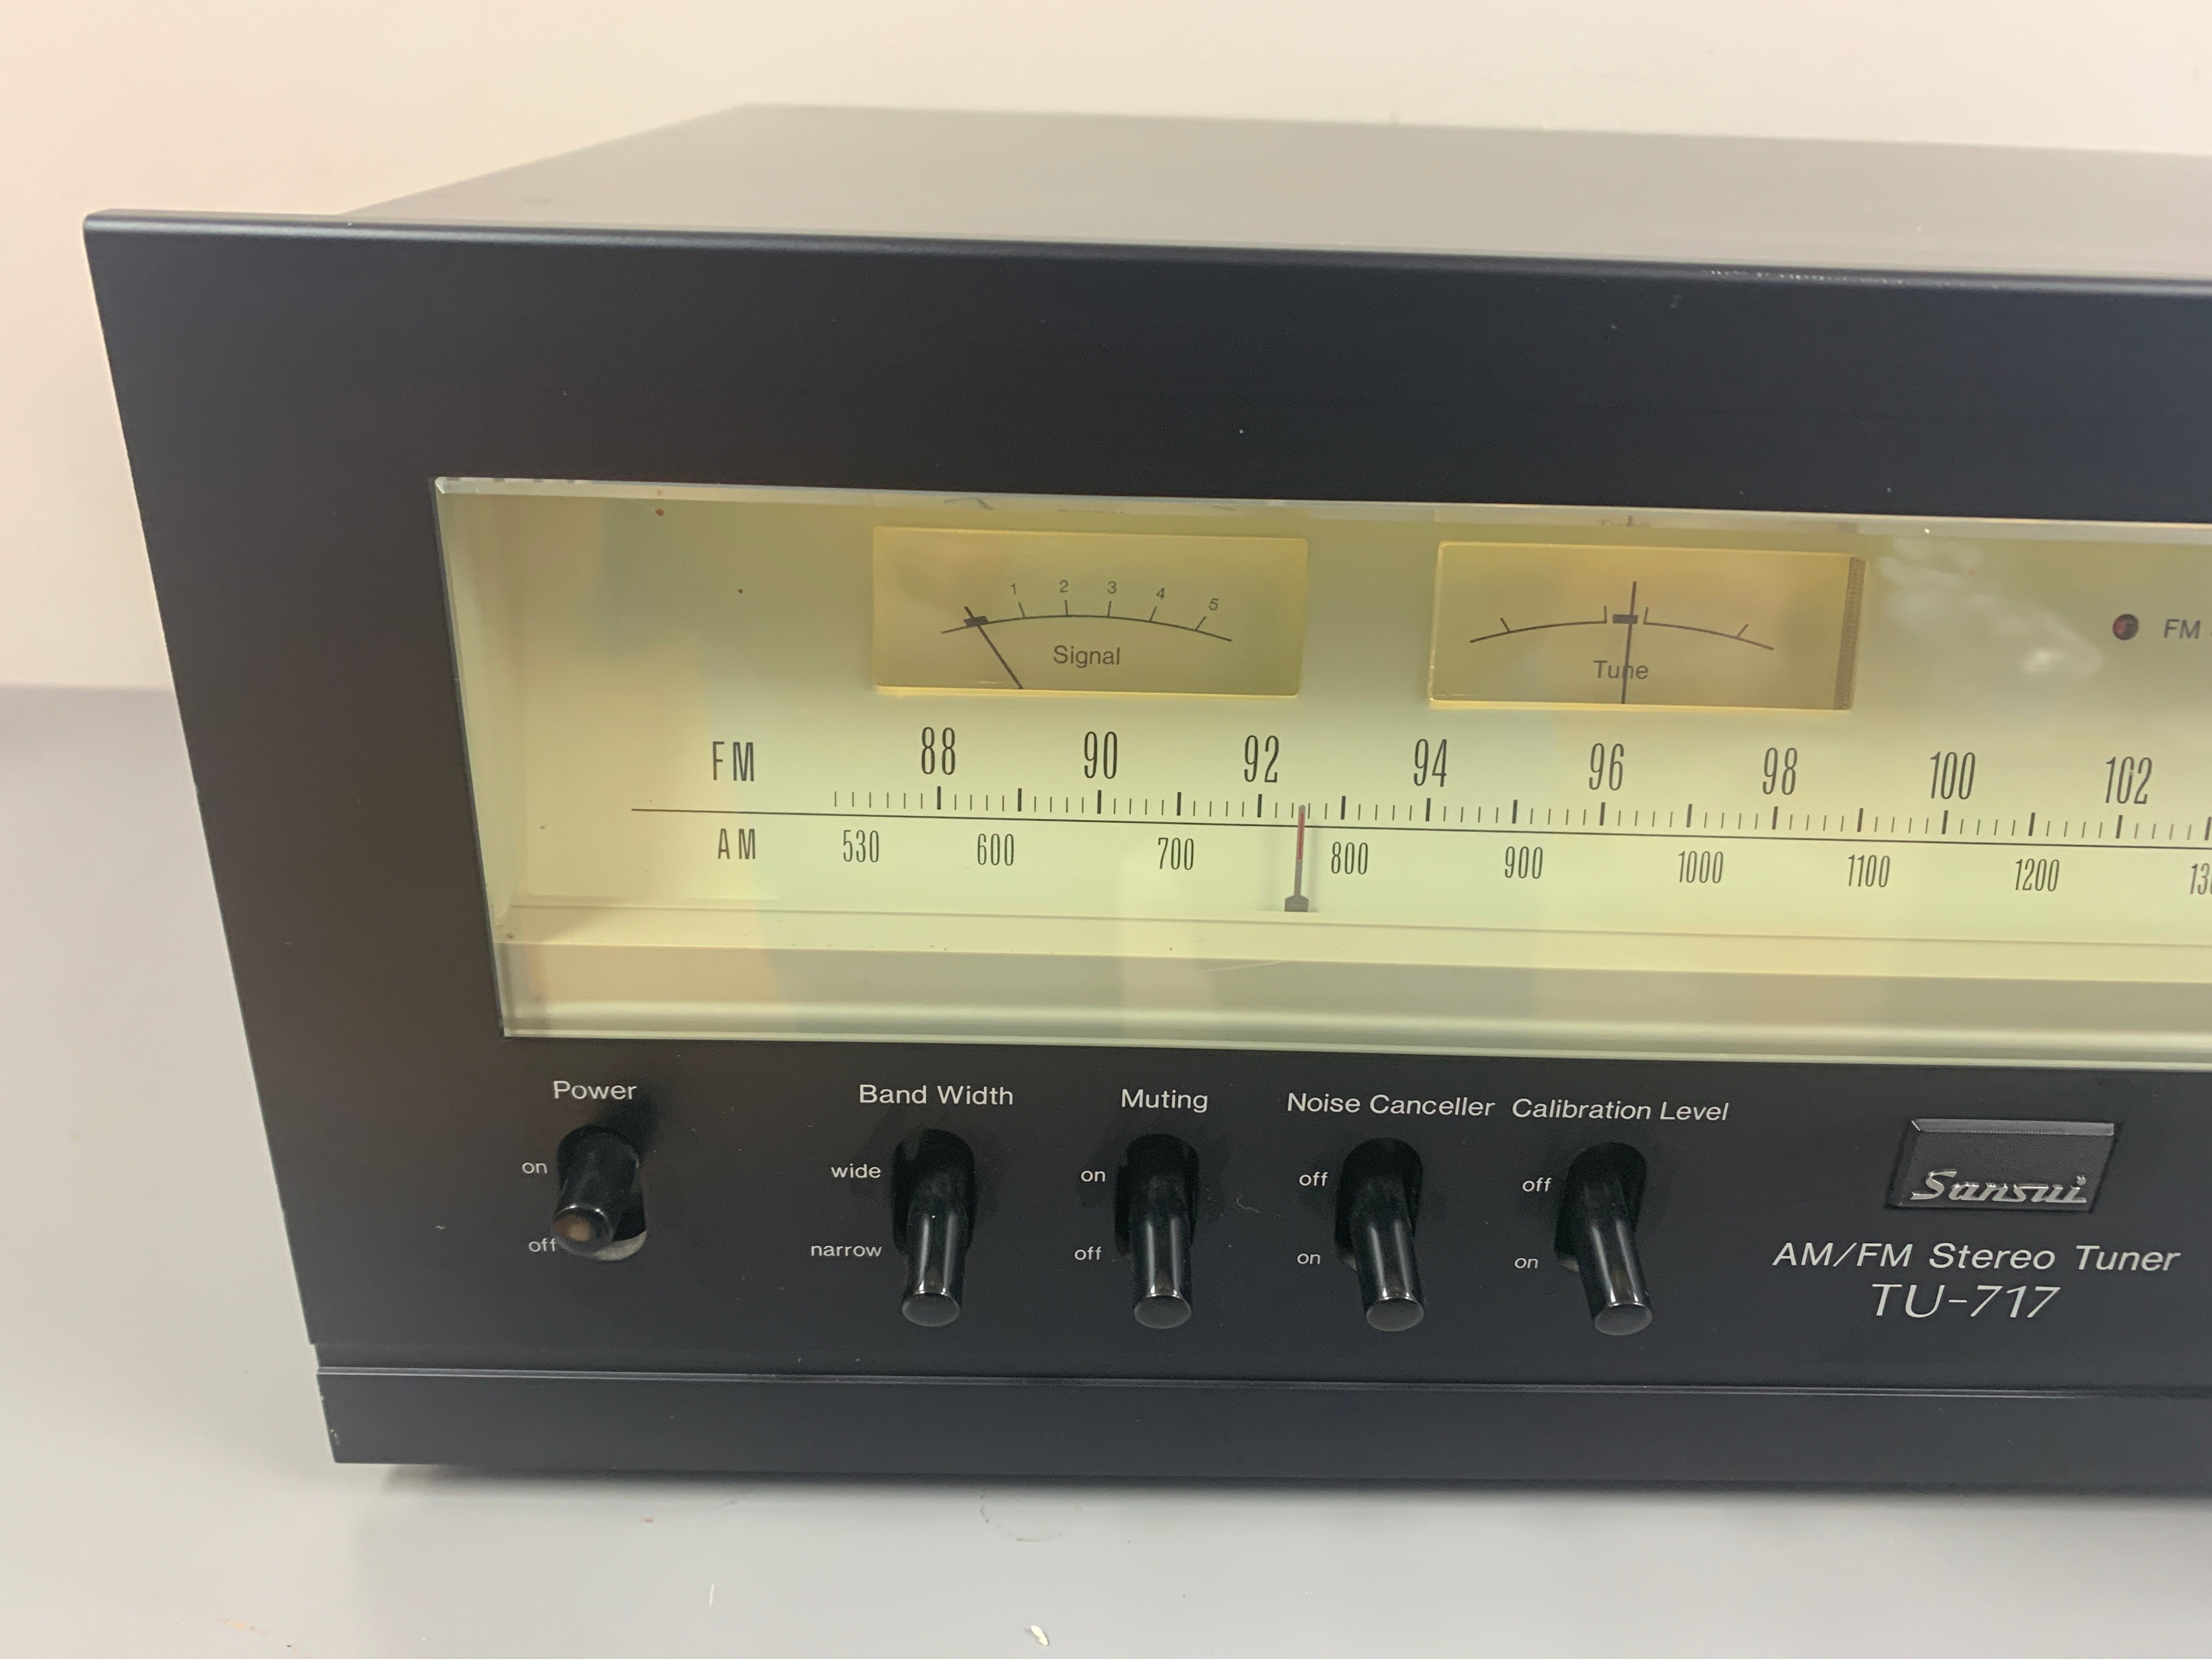 1 2 3 4 5
Signal
Tune
FM
FM 88 90 92 94 96 98 100 102
AM 530 600 700 800 900 1000 1100 1200
Power
on
off
Band Width
wide
narrow
Muting
on
off
Noise Canceller
off
on
Calibration Level
off
on
Sansui
AM/FM Stereo Tuner
TU-717